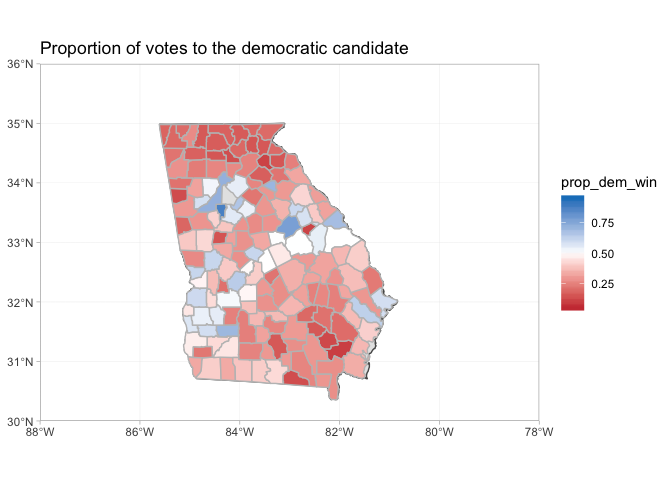 Proportion of votes to the democratic candidate
36°N
35°N
34°N
33°N
32°N
31°N
30°N
88°W 86°W 84°W 82°W 80°W 78°W
prop_dem_win
0.75
0.50
0.25